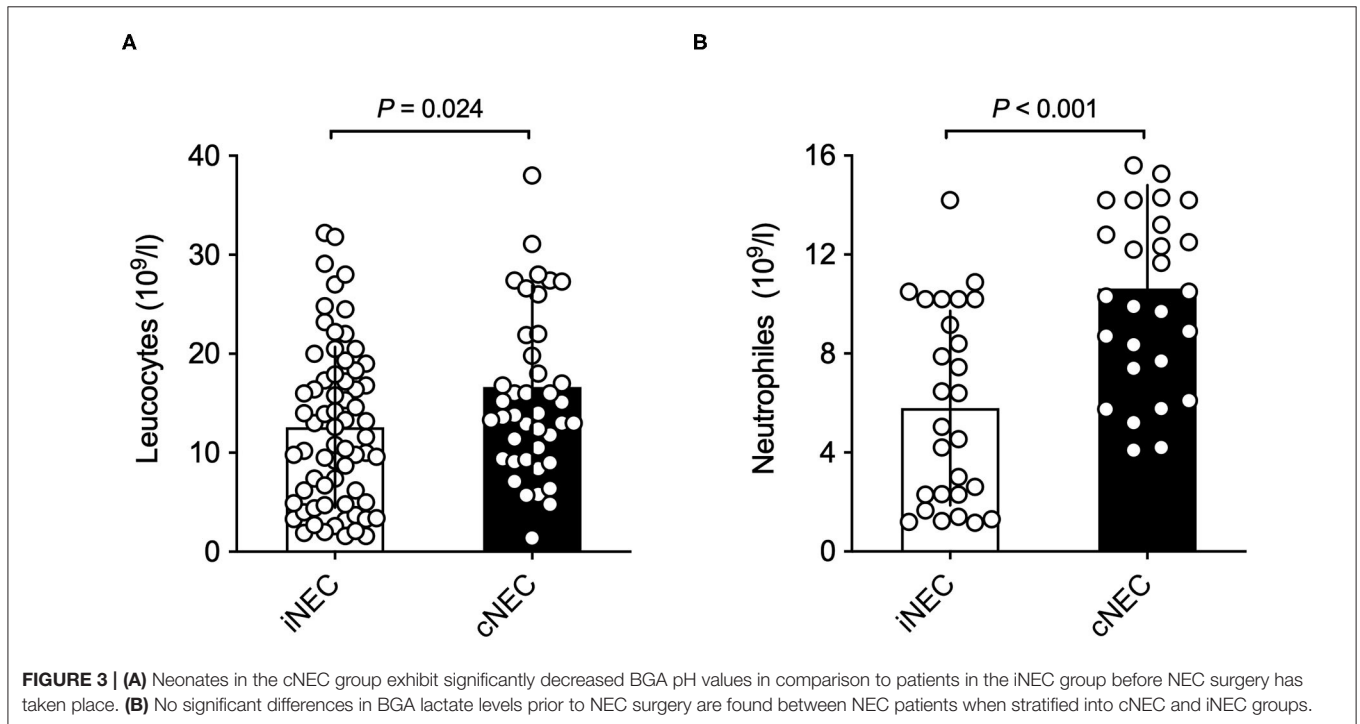 A
B
P = 0.024
P < 0.001
40
30
20
10
0
Leucocytes (10⁹/l)
iNEC
cNEC
16
12
8
4
0
Neutrophiles (10⁹/l)
iNEC
cNEC
FIGURE 3 | (A) Neonates in the cNEC group exhibit significantly decreased BGA pH values in comparison to patients in the iNEC group before NEC surgery has
taken place. (B) No significant differences in BGA lactate levels prior to NEC surgery are found between NEC patients when stratified into cNEC and iNEC groups.